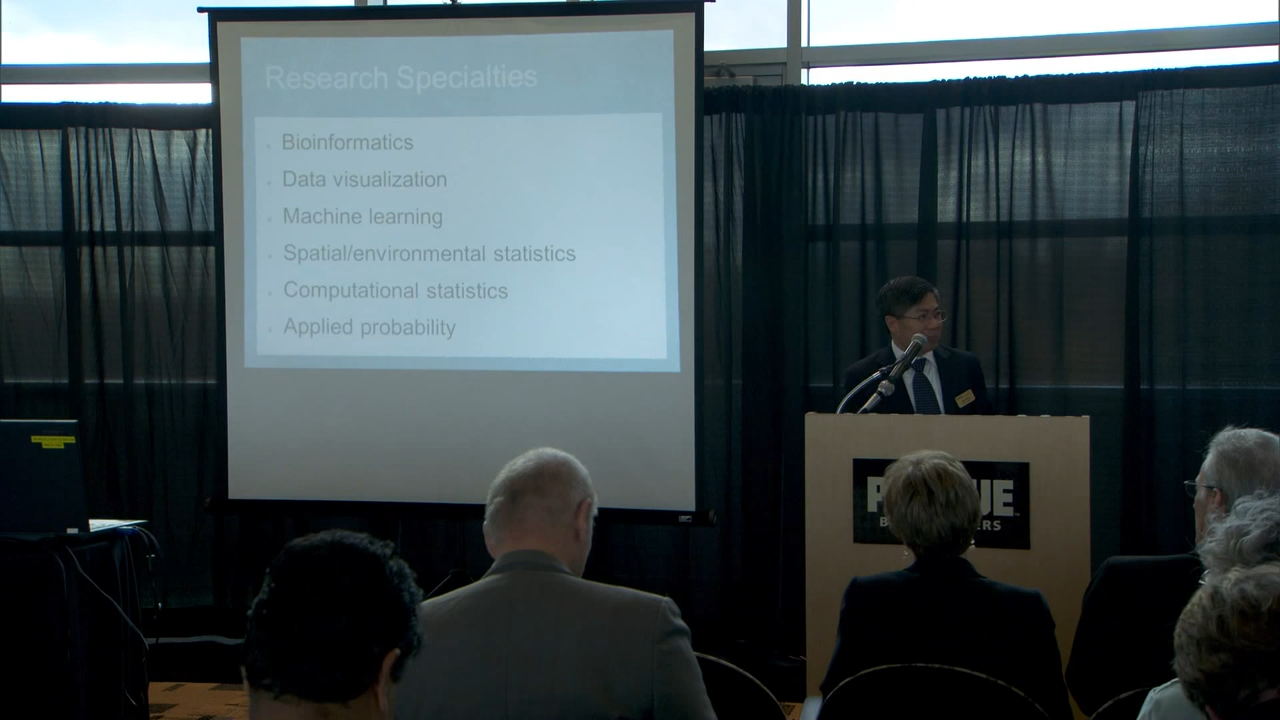 Research Specialties
Bioinformatics
Data visualization
Machine learning
Spatial/environmental statistics
Computational statistics
Applied probability